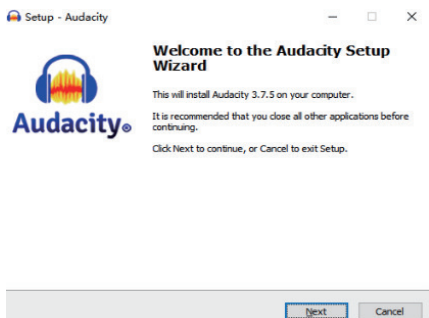 Setup - Audacity
Welcome to the Audacity Setup
Wizard
This will install Audacity 3.7.5 on your computer.
It is recommended that you close all other applications before
continuing.
Click Next to continue, or Cancel to exit Setup.
Audacity®
Next
Cancel